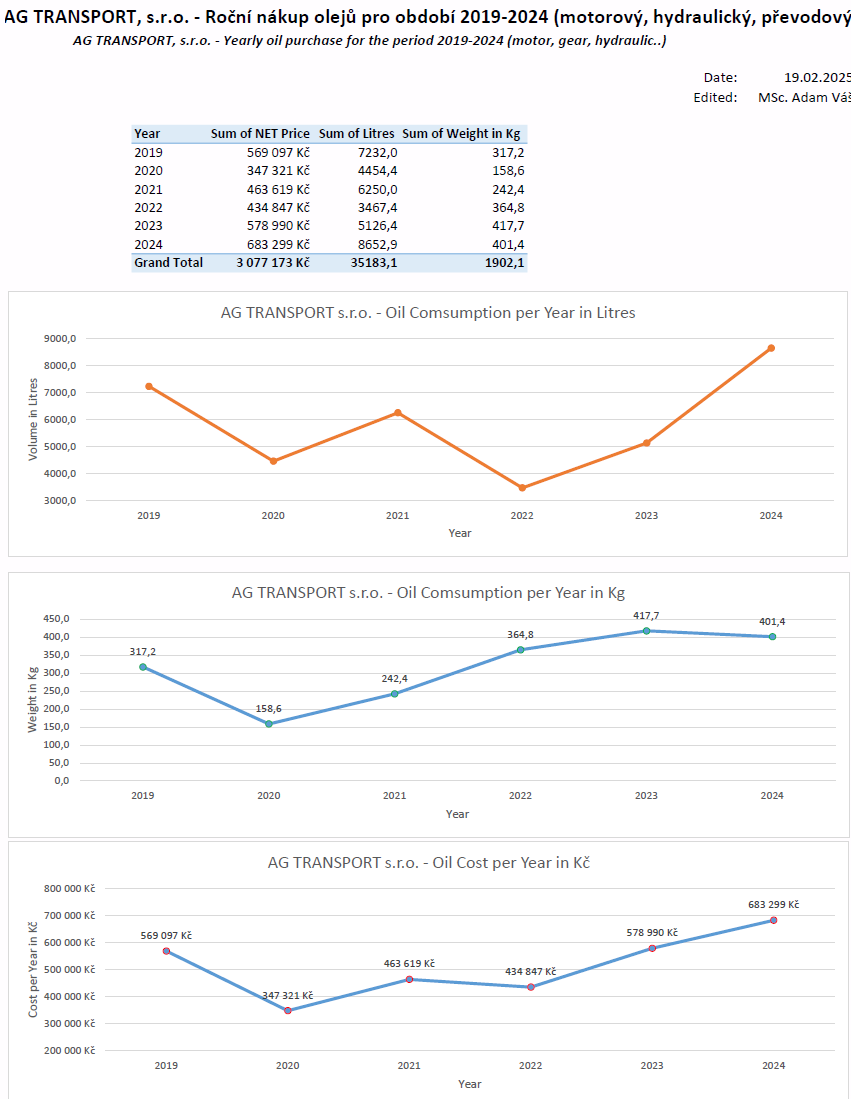 AG TRANSPORT, s.r.o. - Roční nákup olejů pro období 2019-2024 (motorový, hydraulický, převodový
AG TRANSPORT, s.r.o. - Yearly oil purchase for the period 2019-2024 (motor, gear, hydraulic..)
Date: 19.02.2025
Edited: MSc. Adam Váš
Year Sum of NET Price Sum of Litres Sum of Weight in Kg
2019 569 097 Kč 7232,0 317,2
2020 347 321 Kč 4454,4 158,6
2021 463 619 Kč 6250,0 242,4
2022 434 847 Kč 3467,4 364,8
2023 578 990 Kč 5126,4 417,7
2024 683 299 Kč 8652,9 401,4
Grand Total 3 077 173 Kč 35183,1 1902,1
AG TRANSPORT s.r.o. - Oil Comsumption per Year in Litres
Volume in Litres
9000,0
8000,0
7000,0
6000,0
5000,0
4000,0
3000,0
2019 2020 2021 2022 2023 2024
Year
AG TRANSPORT s.r.o. - Oil Comsumption per Year in Kg
Weight in Kg
450,0
400,0
350,0
300,0
250,0
200,0
150,0
100,0
50,0
0,0
317,2 158,6 242,4 364,8 417,7 401,4
2019 2020 2021 2022 2023 2024
Year
AG TRANSPORT s.r.o. - Oil Cost per Year in Kč
Cost per Year in Kč
800 000 Kč
700 000 Kč
600 000 Kč
500 000 Kč
400 000 Kč
300 000 Kč
200 000 Kč
569 097 Kč 347 321 Kč 463 619 Kč 434 847 Kč 578 990 Kč 683 299 Kč
2019 2020 2021 2022 2023 2024
Year